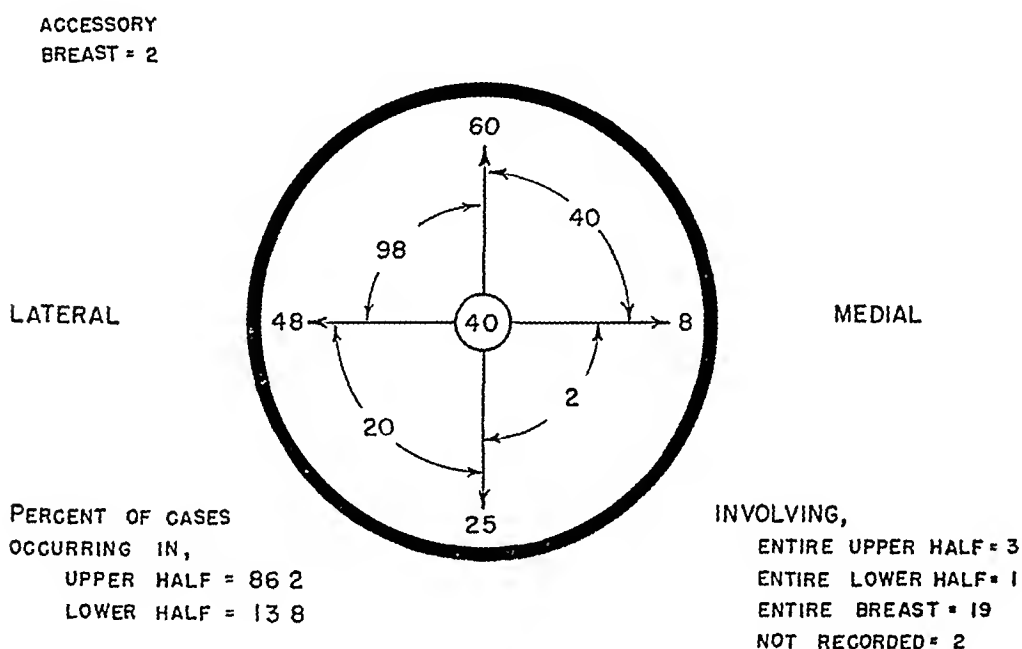 ACCESSORY
BREAST = 2
60
40
98
LATERAL
48
40
8
MEDIAL
2
20
25
PERCENT OF CASES
OCCURRING IN,
UPPER HALF = 86 2
LOWER HALF = 13 8
INVOLVING,
ENTIRE UPPER HALF = 3
ENTIRE LOWER HALF = 1
ENTIRE BREAST = 19
NOT RECORDED = 2